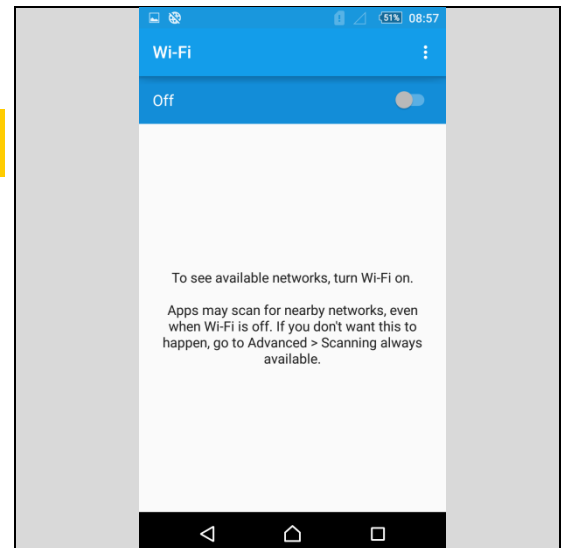 51% 08:57
Wi-Fi
Off
To see available networks, turn Wi-Fi on.
Apps may scan for nearby networks, even
when Wi-Fi is off. If you don't want this to
happen, go to Advanced > Scanning always
available.